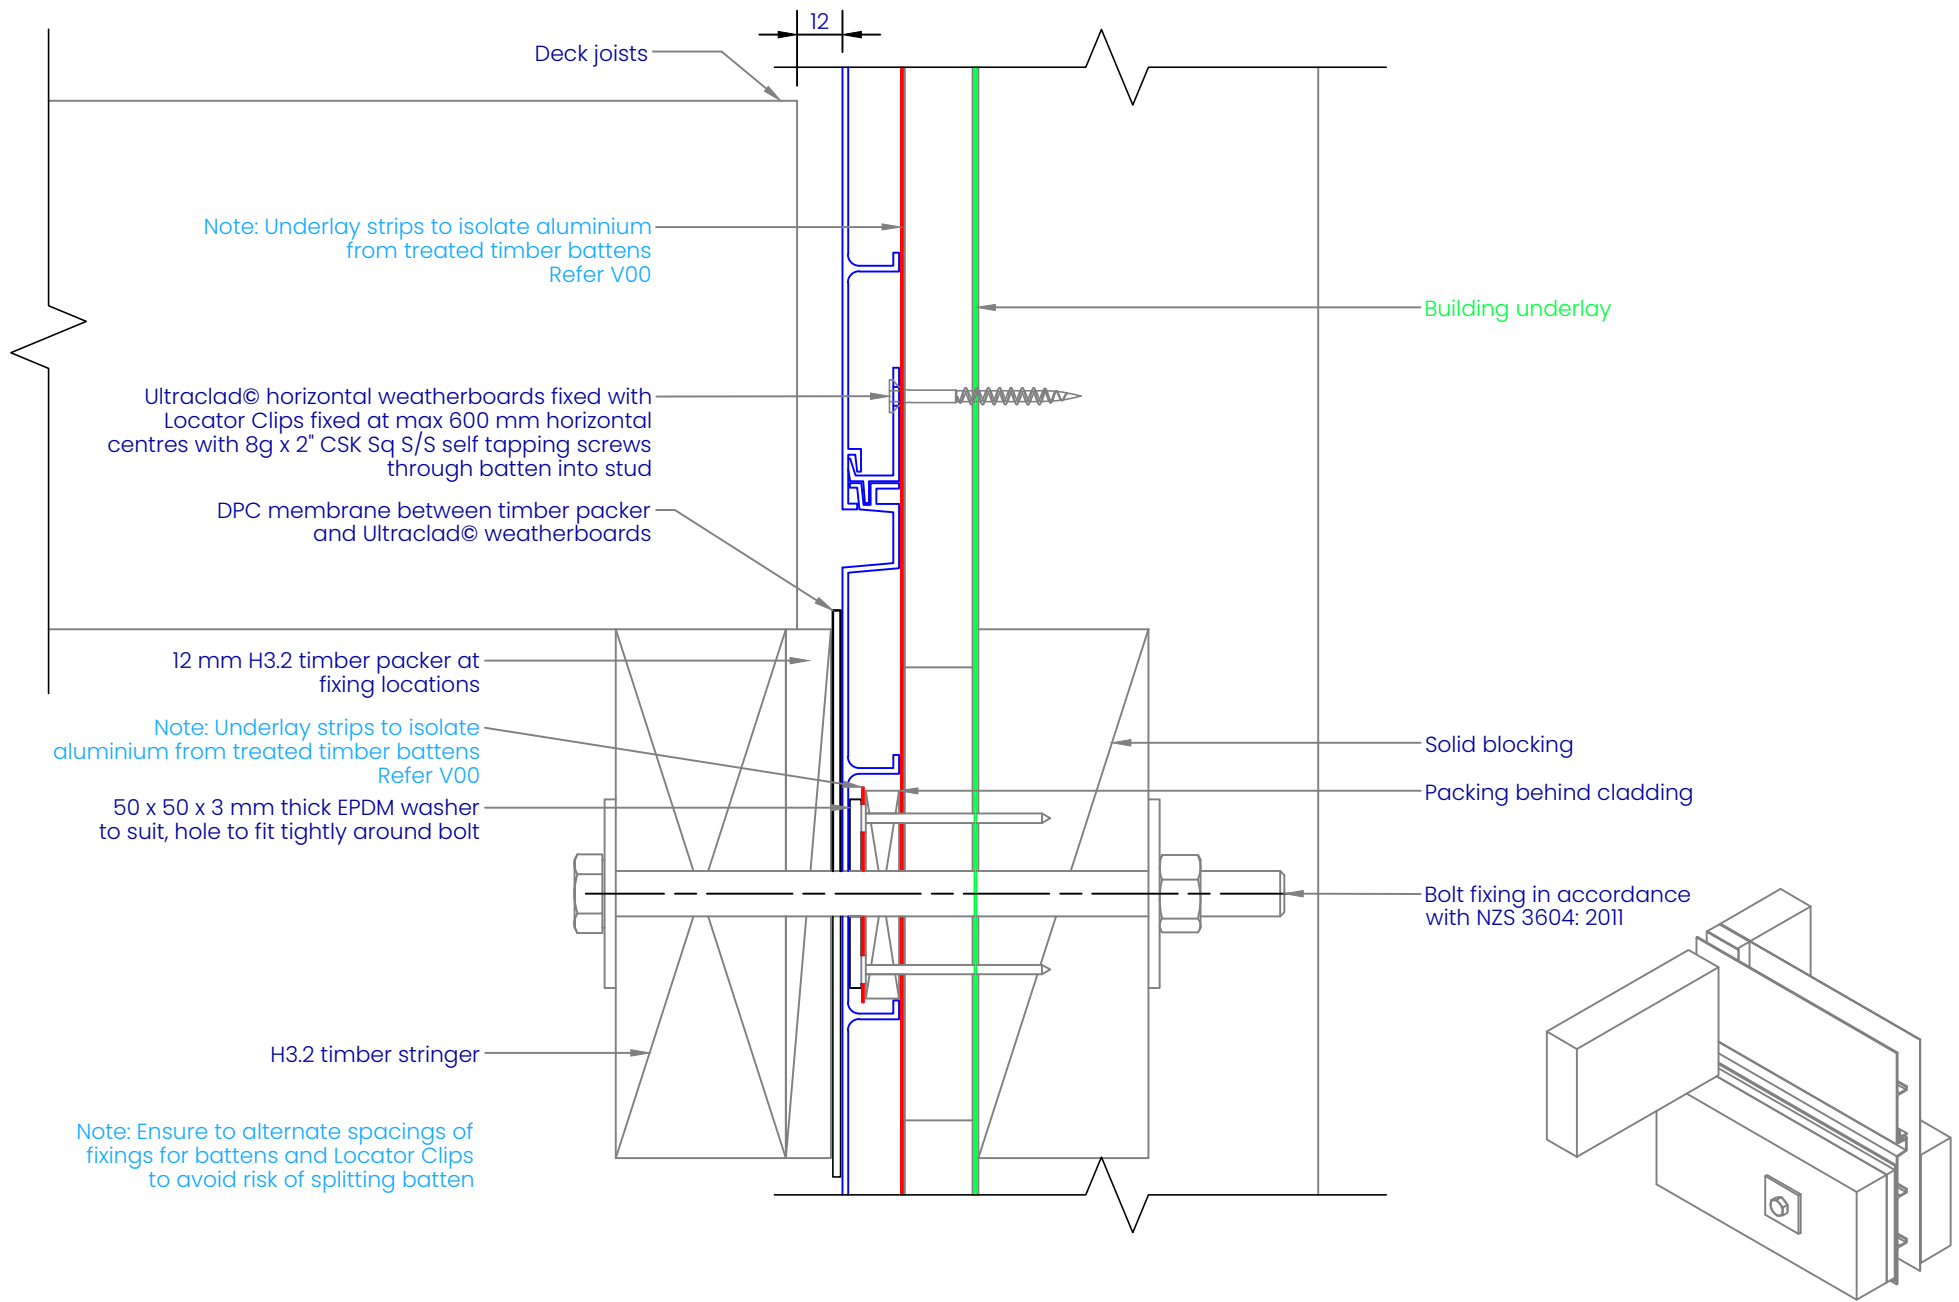 12
Deck joists
Note: Underlay strips to isolate aluminium
from treated timber battens
Refer V00
Building underlay
Ultraclad© horizontal weatherboards fixed with
Locator Clips fixed at max 600 mm horizontal
centres with 8g x 2" CSK Sq S/S self tapping screws
through batten into stud
DPC membrane between timber packer
and Ultraclad© weatherboards
12 mm H3.2 timber packer at
fixing locations
Note: Underlay strips to isolate
aluminium from treated timber battens
Refer V00
Solid blocking
Packing behind cladding
50 x 50 x 3 mm thick EPDM washer
to suit, hole to fit tightly around bolt
Bolt fixing in accordance
with NZS 3604: 2011
H3.2 timber stringer
Note: Ensure to alternate spacings of
fixings for battens and Locator Clips
to avoid risk of splitting batten